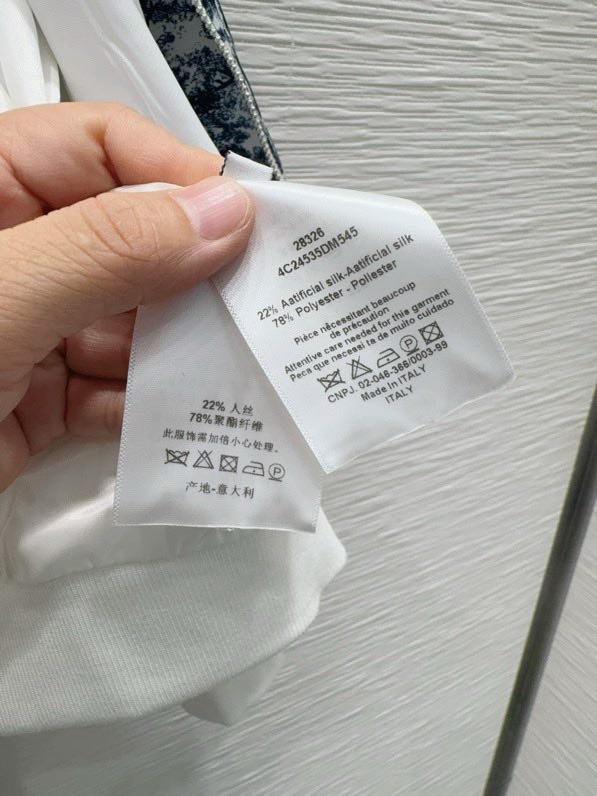 28326
4C24535DM545
22% Aatificial silk-Aatificial silk
78% Polyester - Poliester
Pièce nécessitant beaucoup
de précaution
Attentive care needed for this garment
Peca que necessi ta de muito cuidado
P
CNPJ. 02-046-366/0003-99
Made in ITALY
ITALY
22% 人丝
78%聚酯纤维
此服饰需加倍小心处理。
P
产地-意大利